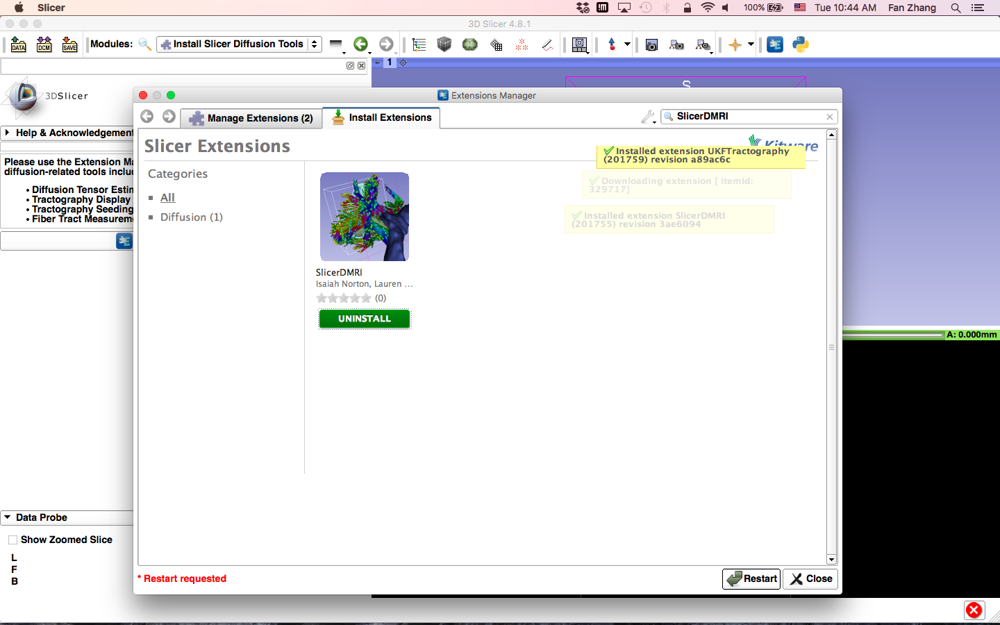 Slicer
100%
Tue 10:44 AM
Fan Zhang
3D Slicer 4.8.1
DATA
DCM
SAVE
Modules:
Install Slicer Diffusion Tools
1
S
3DSlicer
Help & Acknowledgement
Please use the Extension Ma
diffusion-related tools inclu
• Diffusion Tensor Estin
• Tractography Display
• Tractography Seeding
• Fiber Tract Measureme
Extensions Manager
Manage Extensions (2)
Install Extensions
SlicerDMRI
Slicer Extensions
Kitware
Installed extension UKFTractography
(201759) revision a89ac6c
Downloading extension [ itemId:
329717]
Installed extension SlicerDMRI
(201755) revision 3ae6094
Categories
All
Diffusion (1)
SlicerDMRI
Isaiah Norton, Lauren ...
(0)
UNINSTALL
A: 0.000mm
Data Probe
Show Zoomed Slice
L
F
B
* Restart requested
Restart
Close